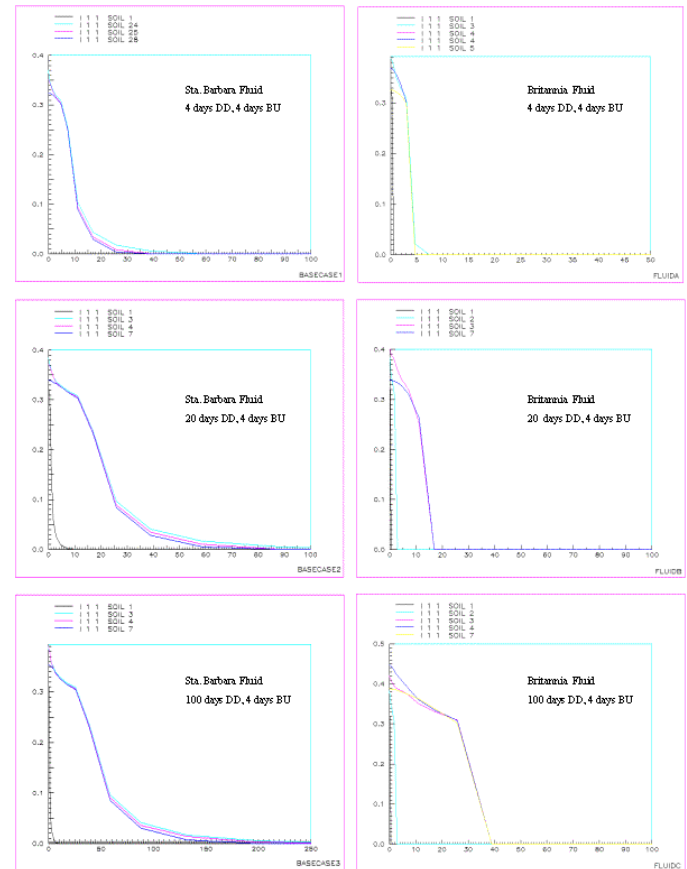 I 1 1 SOIL 1
I 1 1 SOIL 24
I 1 1 SOIL 25
I 1 1 SOIL 28
0.4
0.3
0.2
0.1
0.0
Sta. Barbara Fluid
4 days DD, 4 days BU
0 10 20 30 40 50 60 70 80 90 100
BASECASE1
I 1 1 SOIL 1
I 1 1 SOIL 3
I 1 1 SOIL 4
I 1 1 SOIL 4
I 1 1 SOIL 5
0.3
0.2
0.1
0.0
Britannia Fluid
4 days DD, 4 days BU
0 5 10 15 20 25 30 35 40 45 50
FLUIDA
I 1 1 SOIL 1
I 1 1 SOIL 3
I 1 1 SOIL 4
I 1 1 SOIL 7
0.4
0.3
0.2
0.1
0.0
Sta. Barbara Fluid
20 days DD, 4 days BU
0 10 20 30 40 50 60 70 80 90 100
BASECASE2
I 1 1 SOIL 1
I 1 1 SOIL 2
I 1 1 SOIL 3
I 1 1 SOIL 7
0.4
0.3
0.2
0.1
0.0
Britannia Fluid
20 days DD, 4 days BU
0 10 20 30 40 50 60 70 80 90 100
FLUIDB
I 1 1 SOIL 1
I 1 1 SOIL 3
I 1 1 SOIL 4
I 1 1 SOIL 7
0.3
0.2
0.1
0.0
Sta. Barbara Fluid
100 days DD, 4 days BU
0 50 100 150 200 250
BASECASE3
I 1 1 SOIL 1
I 1 1 SOIL 2
I 1 1 SOIL 3
I 1 1 SOIL 4
I 1 1 SOIL 7
0.5
0.4
0.3
0.2
0.1
0.0
Britannia Fluid
100 days DD, 4 days BU
0 10 20 30 40 50 60 70 80 90 100
FLUIDC